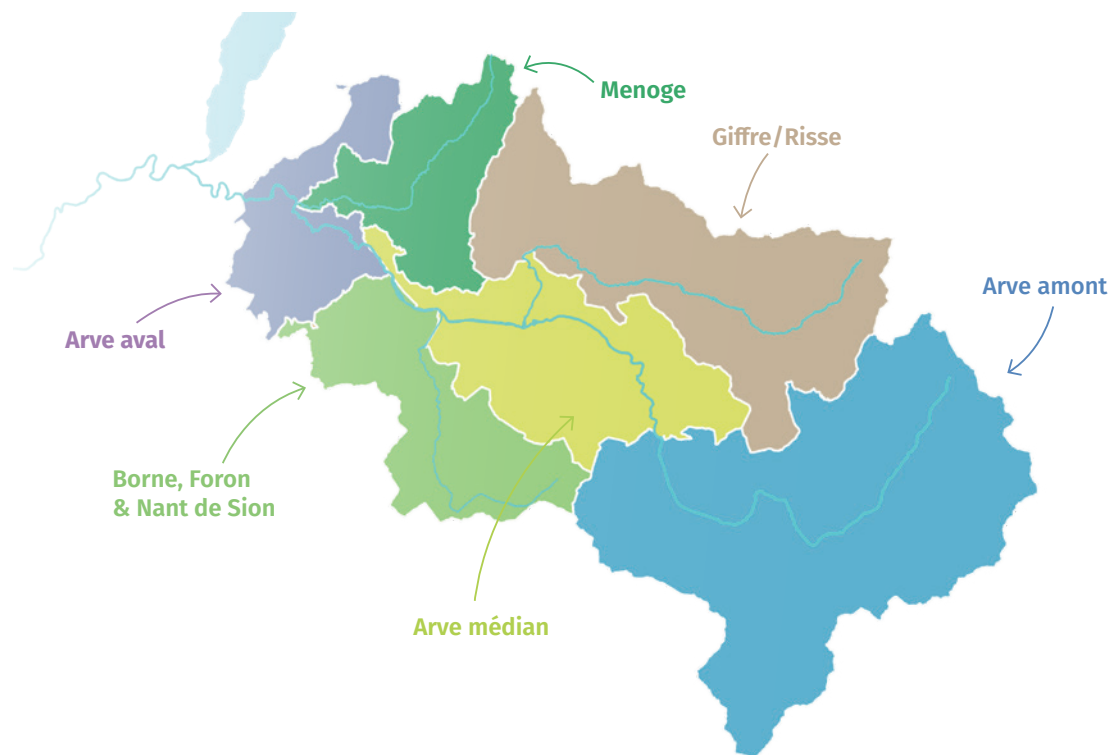 Menoge
Giffre/Risse
Arve amont
Arve aval
Borne, Foron
& Nant de Sion
Arve médian